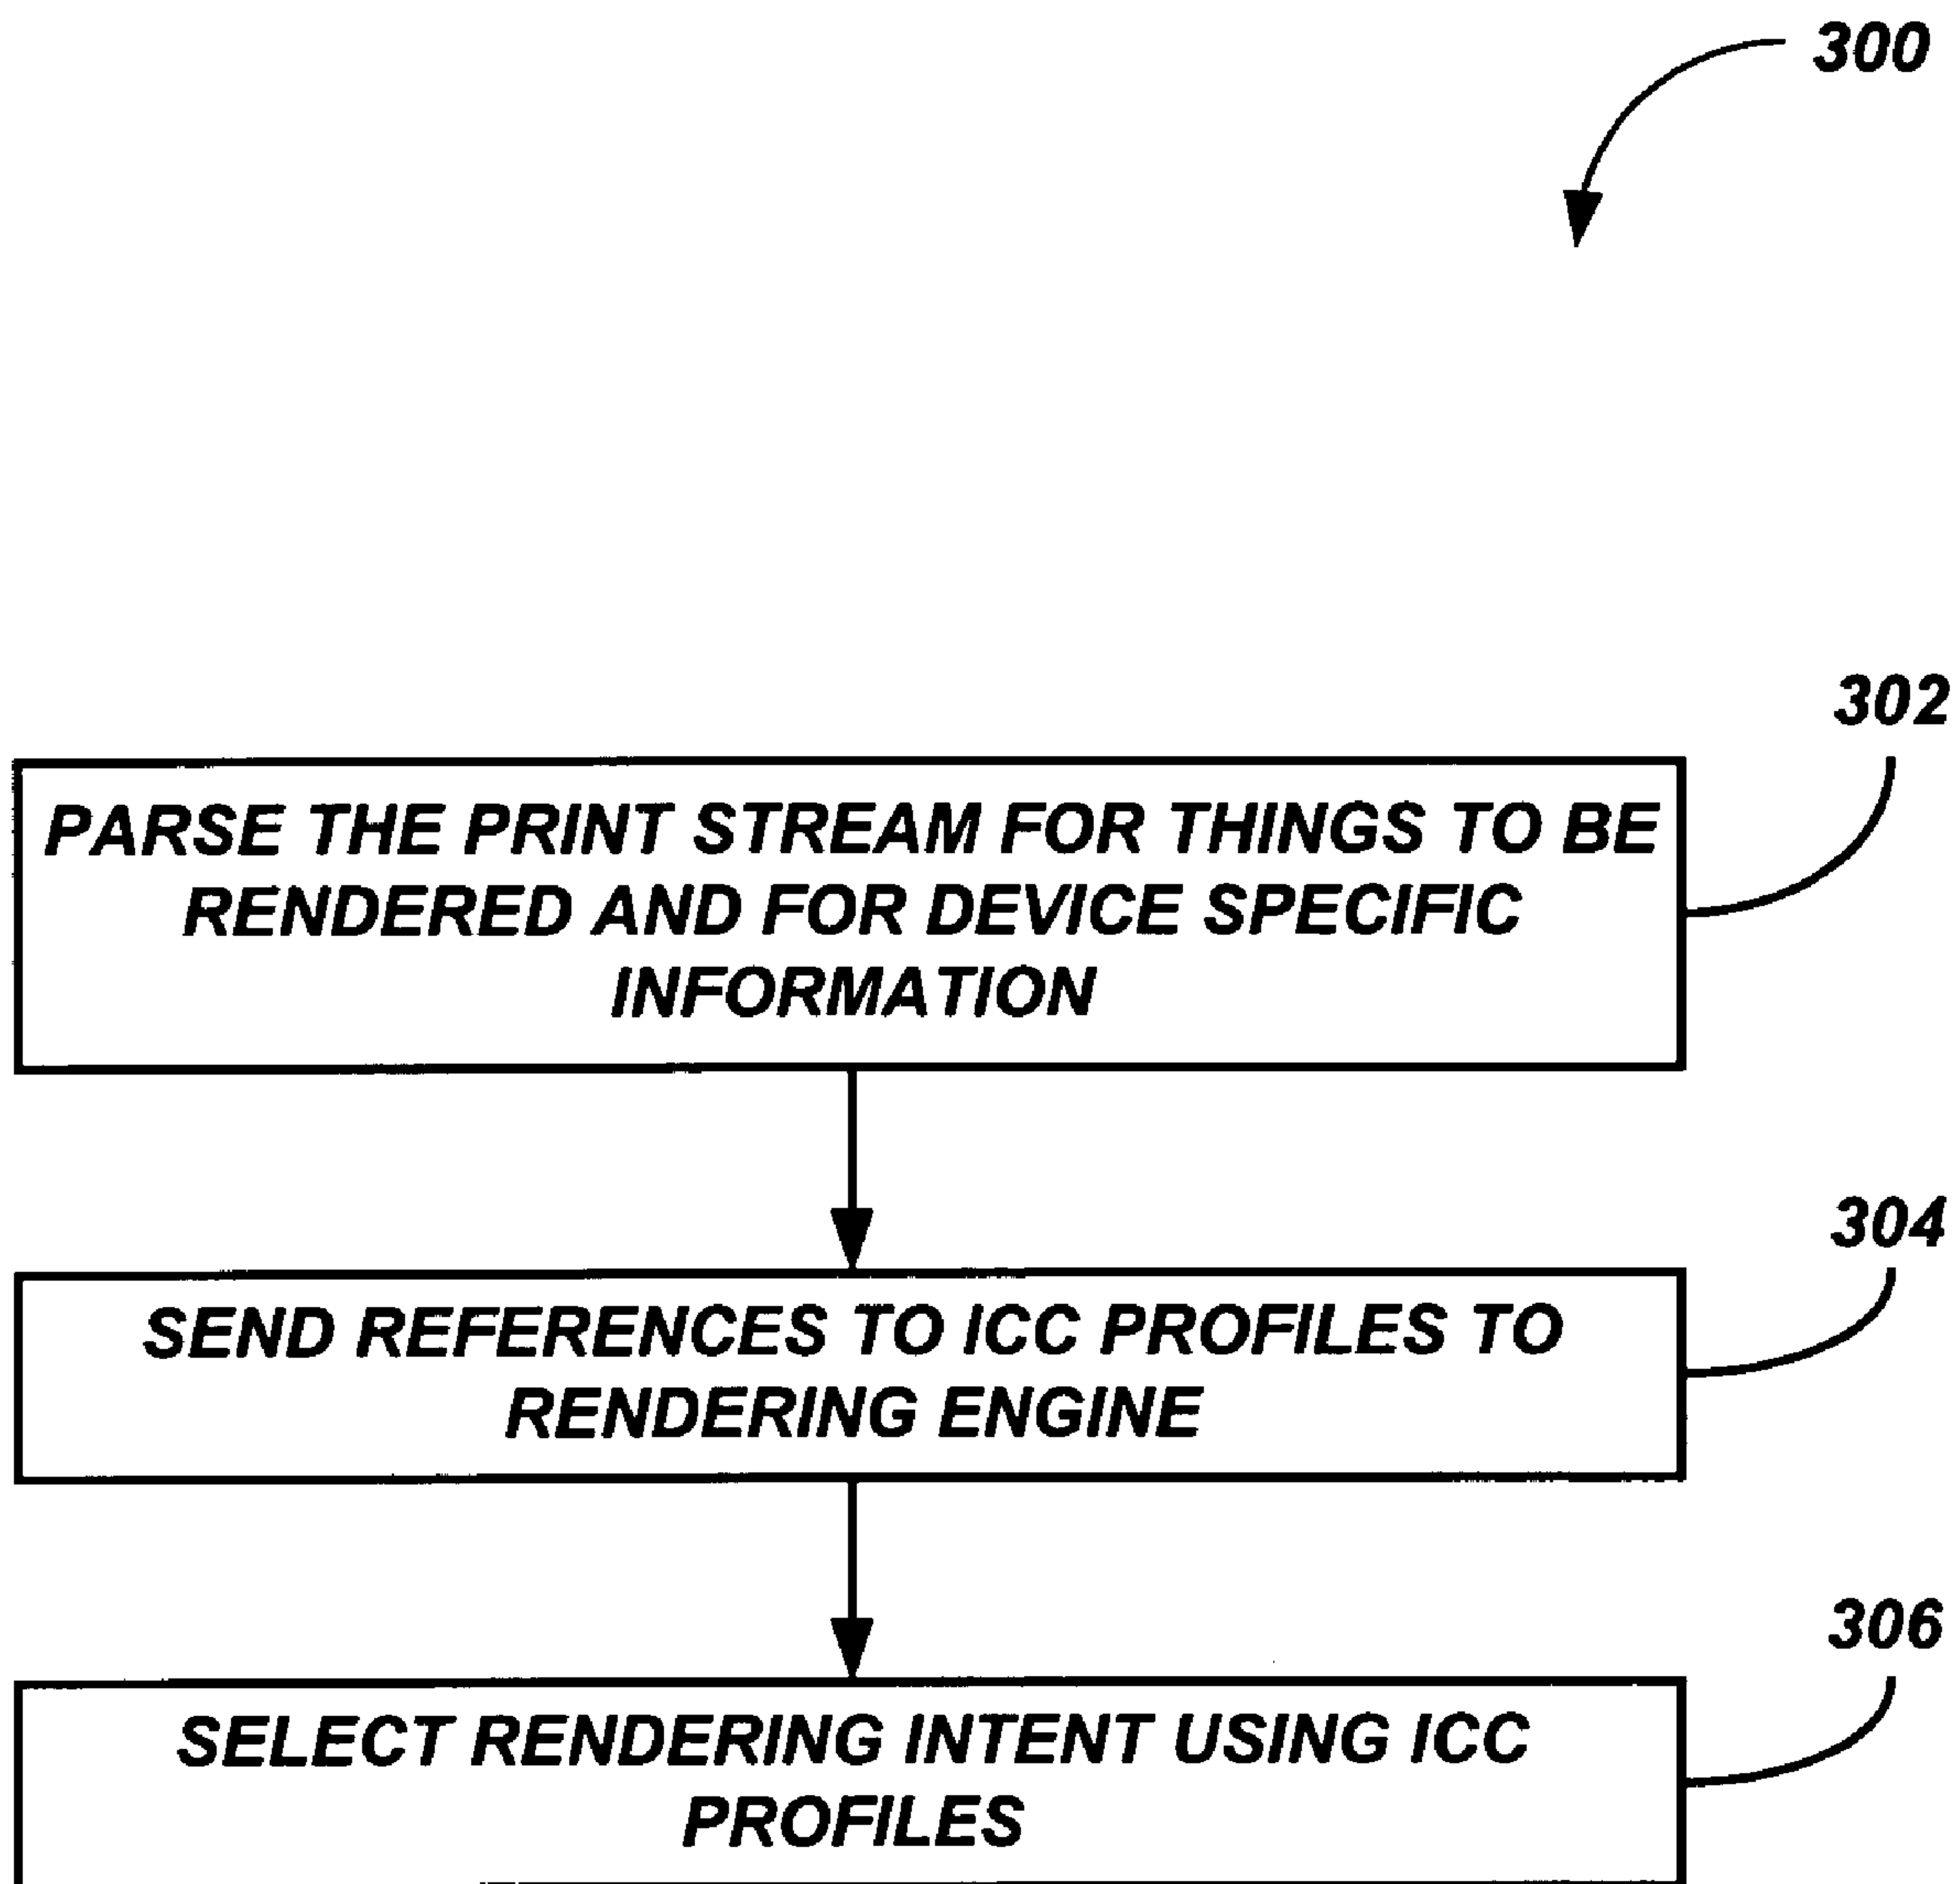 300
302
PARSE THE PRINT STREAM FOR THINGS TO BE
RENDERED AND FOR DEVICE SPECIFIC
INFORMATION
304
SEND REFERENCES TO ICC PROFILES TO
RENDERING ENGINE
306
SELECT RENDERING INTENT USING ICC
PROFILES